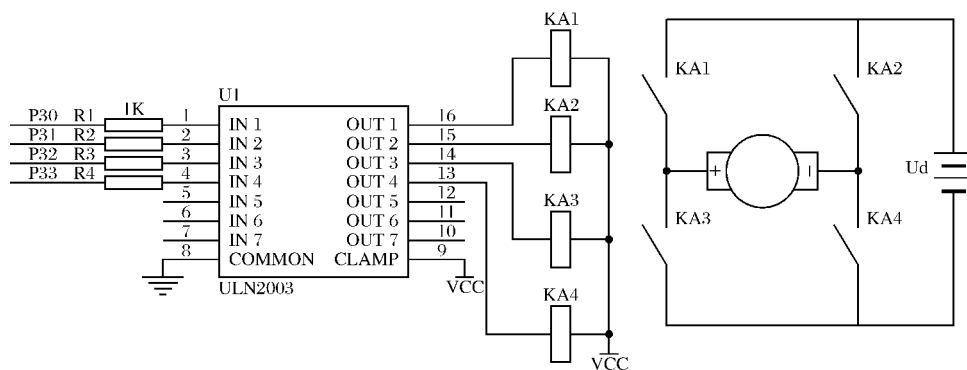 KA1
U1
P30 R1 1K 1 IN 1 OUT 1 16
KA2
P31 R2 2 IN 2 OUT 2 15
P32 R3 3 IN 3 OUT 3 14
P33 R4 4 IN 4 OUT 4 13
5 IN 5 OUT 5 12
KA3
6 IN 6 OUT 6 11
7 IN 7 OUT 7 10
8 COMMON CLAMP 9
ULN2003
VCC
KA4
VCC
KA1 KA2
+ -
Ud
KA3 KA4